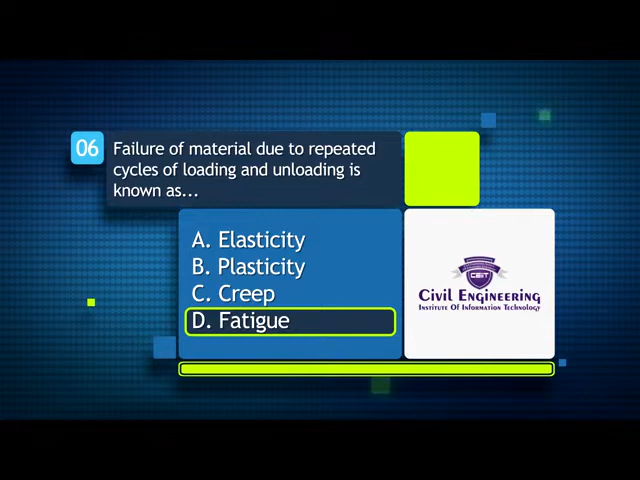 06
Failure of material due to repeated
cycles of loading and unloading is
known as...
A. Elasticity
B. Plasticity
C. Creep
D. Fatigue
CEIT
Civil Engineering
Institute Of Information Technology